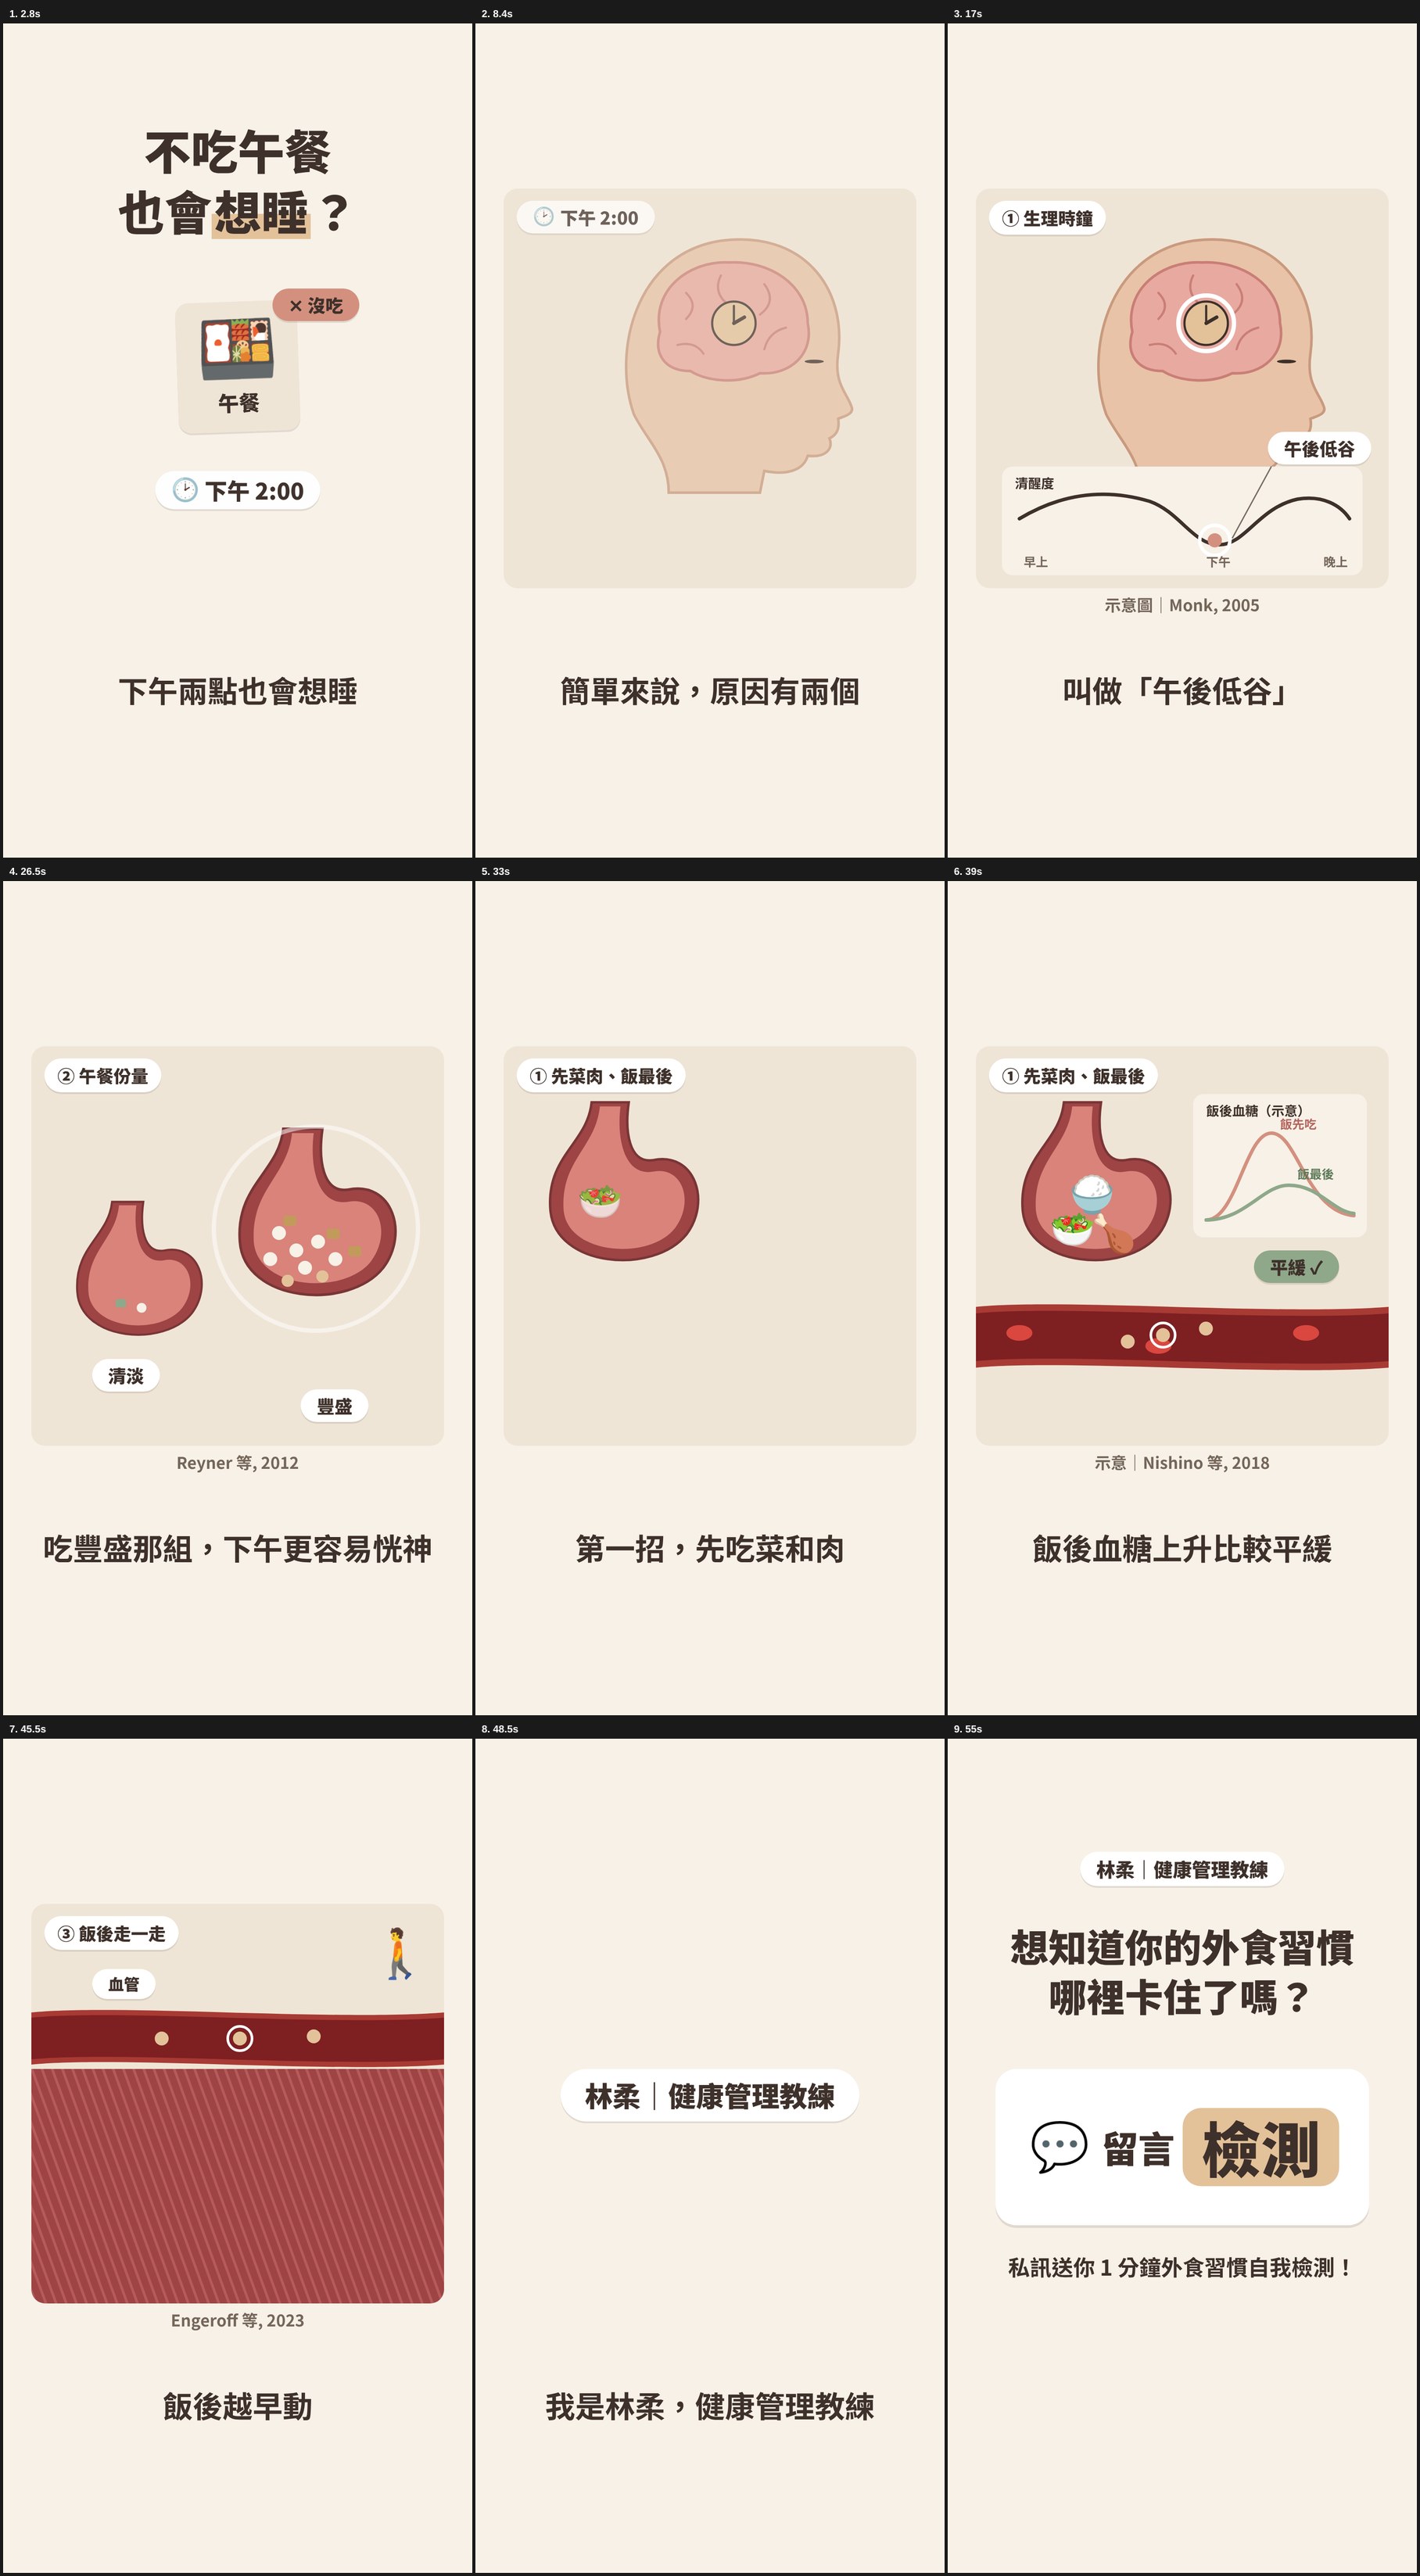 1. 2.8s
不吃午餐
也會想睡？
× 沒吃
午餐
下午 2:00
下午兩點也會想睡
2. 8.4s
下午 2:00
簡單來說，原因有兩個
3. 17s
① 生理時鐘
午後低谷
清醒度
早上
下午
晚上
示意圖｜Monk, 2005
叫做「午後低谷」
4. 26.5s
② 午餐份量
清淡
豐盛
Reyner 等, 2012
吃豐盛那組，下午更容易恍神
5. 33s
① 先菜肉、飯最後
第一招，先吃菜和肉
6. 39s
① 先菜肉、飯最後
飯後血糖（示意）
飯先吃
飯最後
平緩 ✓
示意｜Nishino 等, 2018
飯後血糖上升比較平緩
7. 45.5s
③ 飯後走一走
血管
Engeroff 等, 2023
飯後越早動
8. 48.5s
林柔｜健康管理教練
我是林柔，健康管理教練
9. 55s
林柔｜健康管理教練
想知道你的外食習慣
哪裡卡住了嗎？
留言 檢測
私訊送你 1 分鐘外食習慣自我檢測！